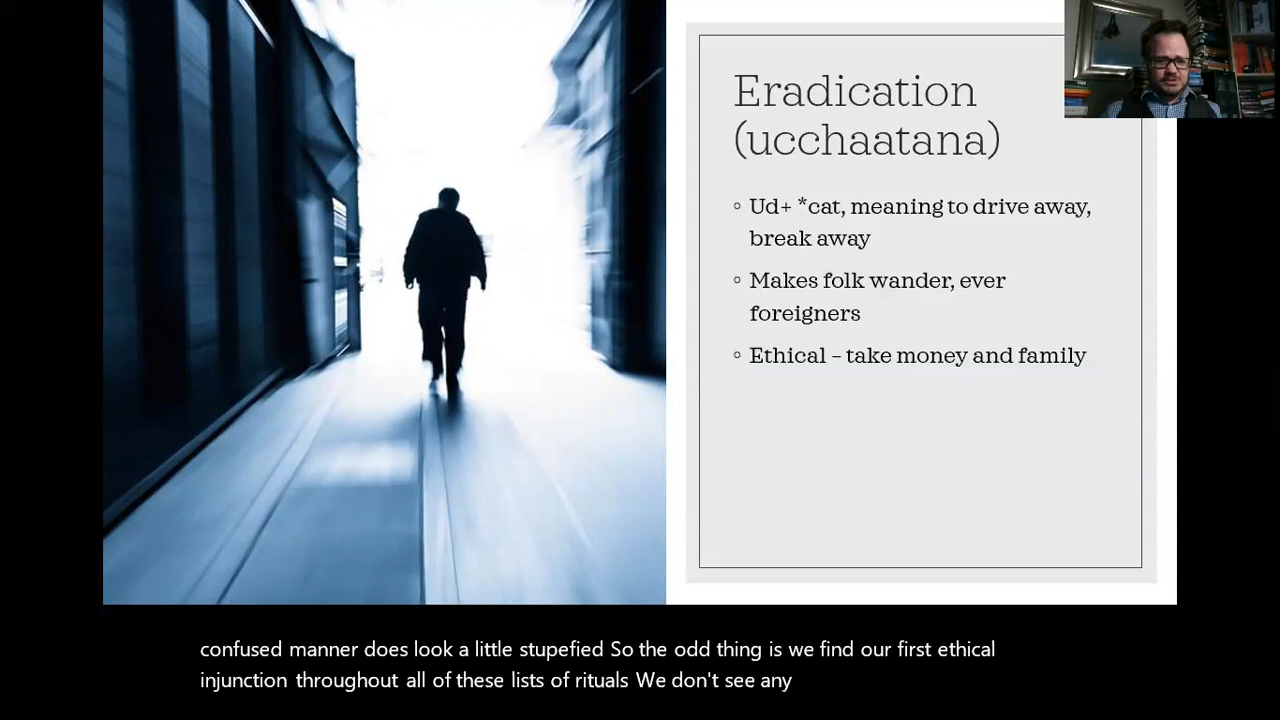 Eradication
(ucchaatana)
◦ Ud+ *cat, meaning to drive away,
break away
◦ Makes folk wander, ever
foreigners
◦ Ethical – take money and family
confused manner does look a little stupefied So the odd thing is we find our first ethical
injunction throughout all of these lists of rituals We don't see any